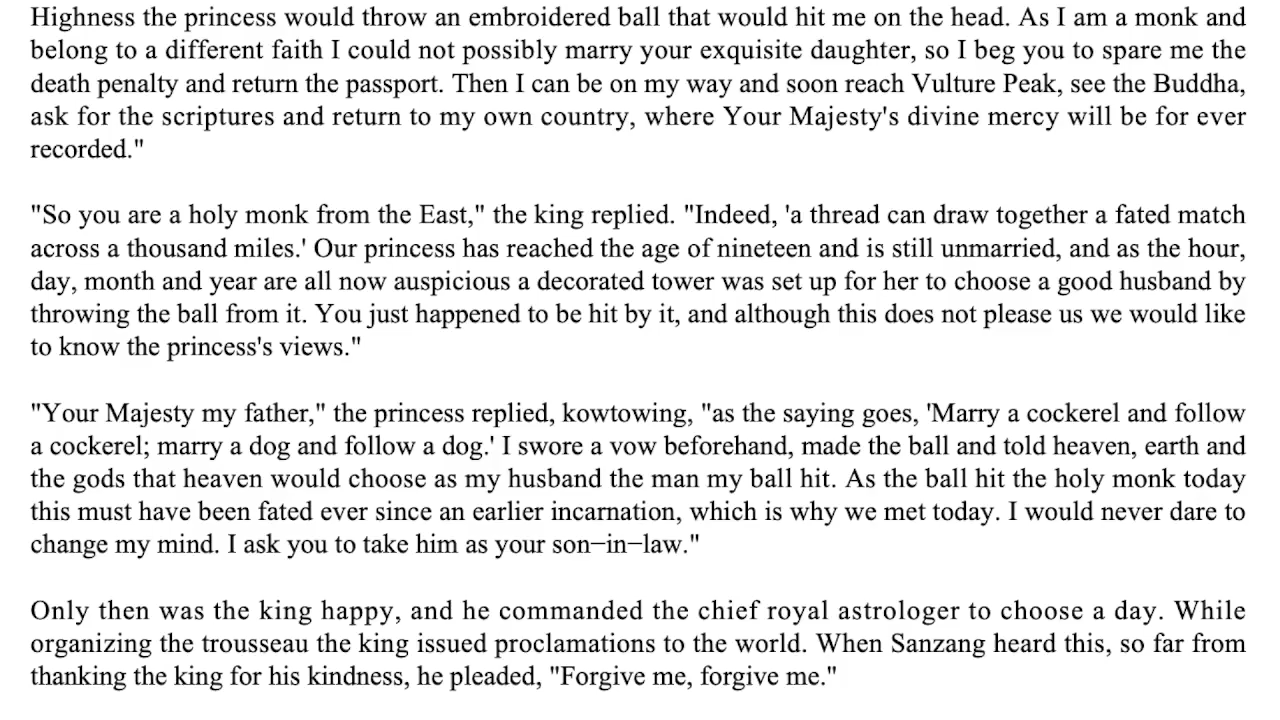 Highness the princess would throw an embroidered ball that would hit me on the head. As I am a monk and
belong to a different faith I could not possibly marry your exquisite daughter, so I beg you to spare me the
death penalty and return the passport. Then I can be on my way and soon reach Vulture Peak, see the Buddha,
ask for the scriptures and return to my own country, where Your Majesty's divine mercy will be for ever
recorded."
"So you are a holy monk from the East," the king replied. "Indeed, 'a thread can draw together a fated match
across a thousand miles.' Our princess has reached the age of nineteen and is still unmarried, and as the hour,
day, month and year are all now auspicious a decorated tower was set up for her to choose a good husband by
throwing the ball from it. You just happened to be hit by it, and although this does not please us we would like
to know the princess's views."
"Your Majesty my father," the princess replied, kowtowing, "as the saying goes, 'Marry a cockerel and follow
a cockerel; marry a dog and follow a dog.' I swore a vow beforehand, made the ball and told heaven, earth and
the gods that heaven would choose as my husband the man my ball hit. As the ball hit the holy monk today
this must have been fated ever since an earlier incarnation, which is why we met today. I would never dare to
change my mind. I ask you to take him as your son−in−law."
Only then was the king happy, and he commanded the chief royal astrologer to choose a day. While
organizing the trousseau the king issued proclamations to the world. When Sanzang heard this, so far from
thanking the king for his kindness, he pleaded, "Forgive me, forgive me."